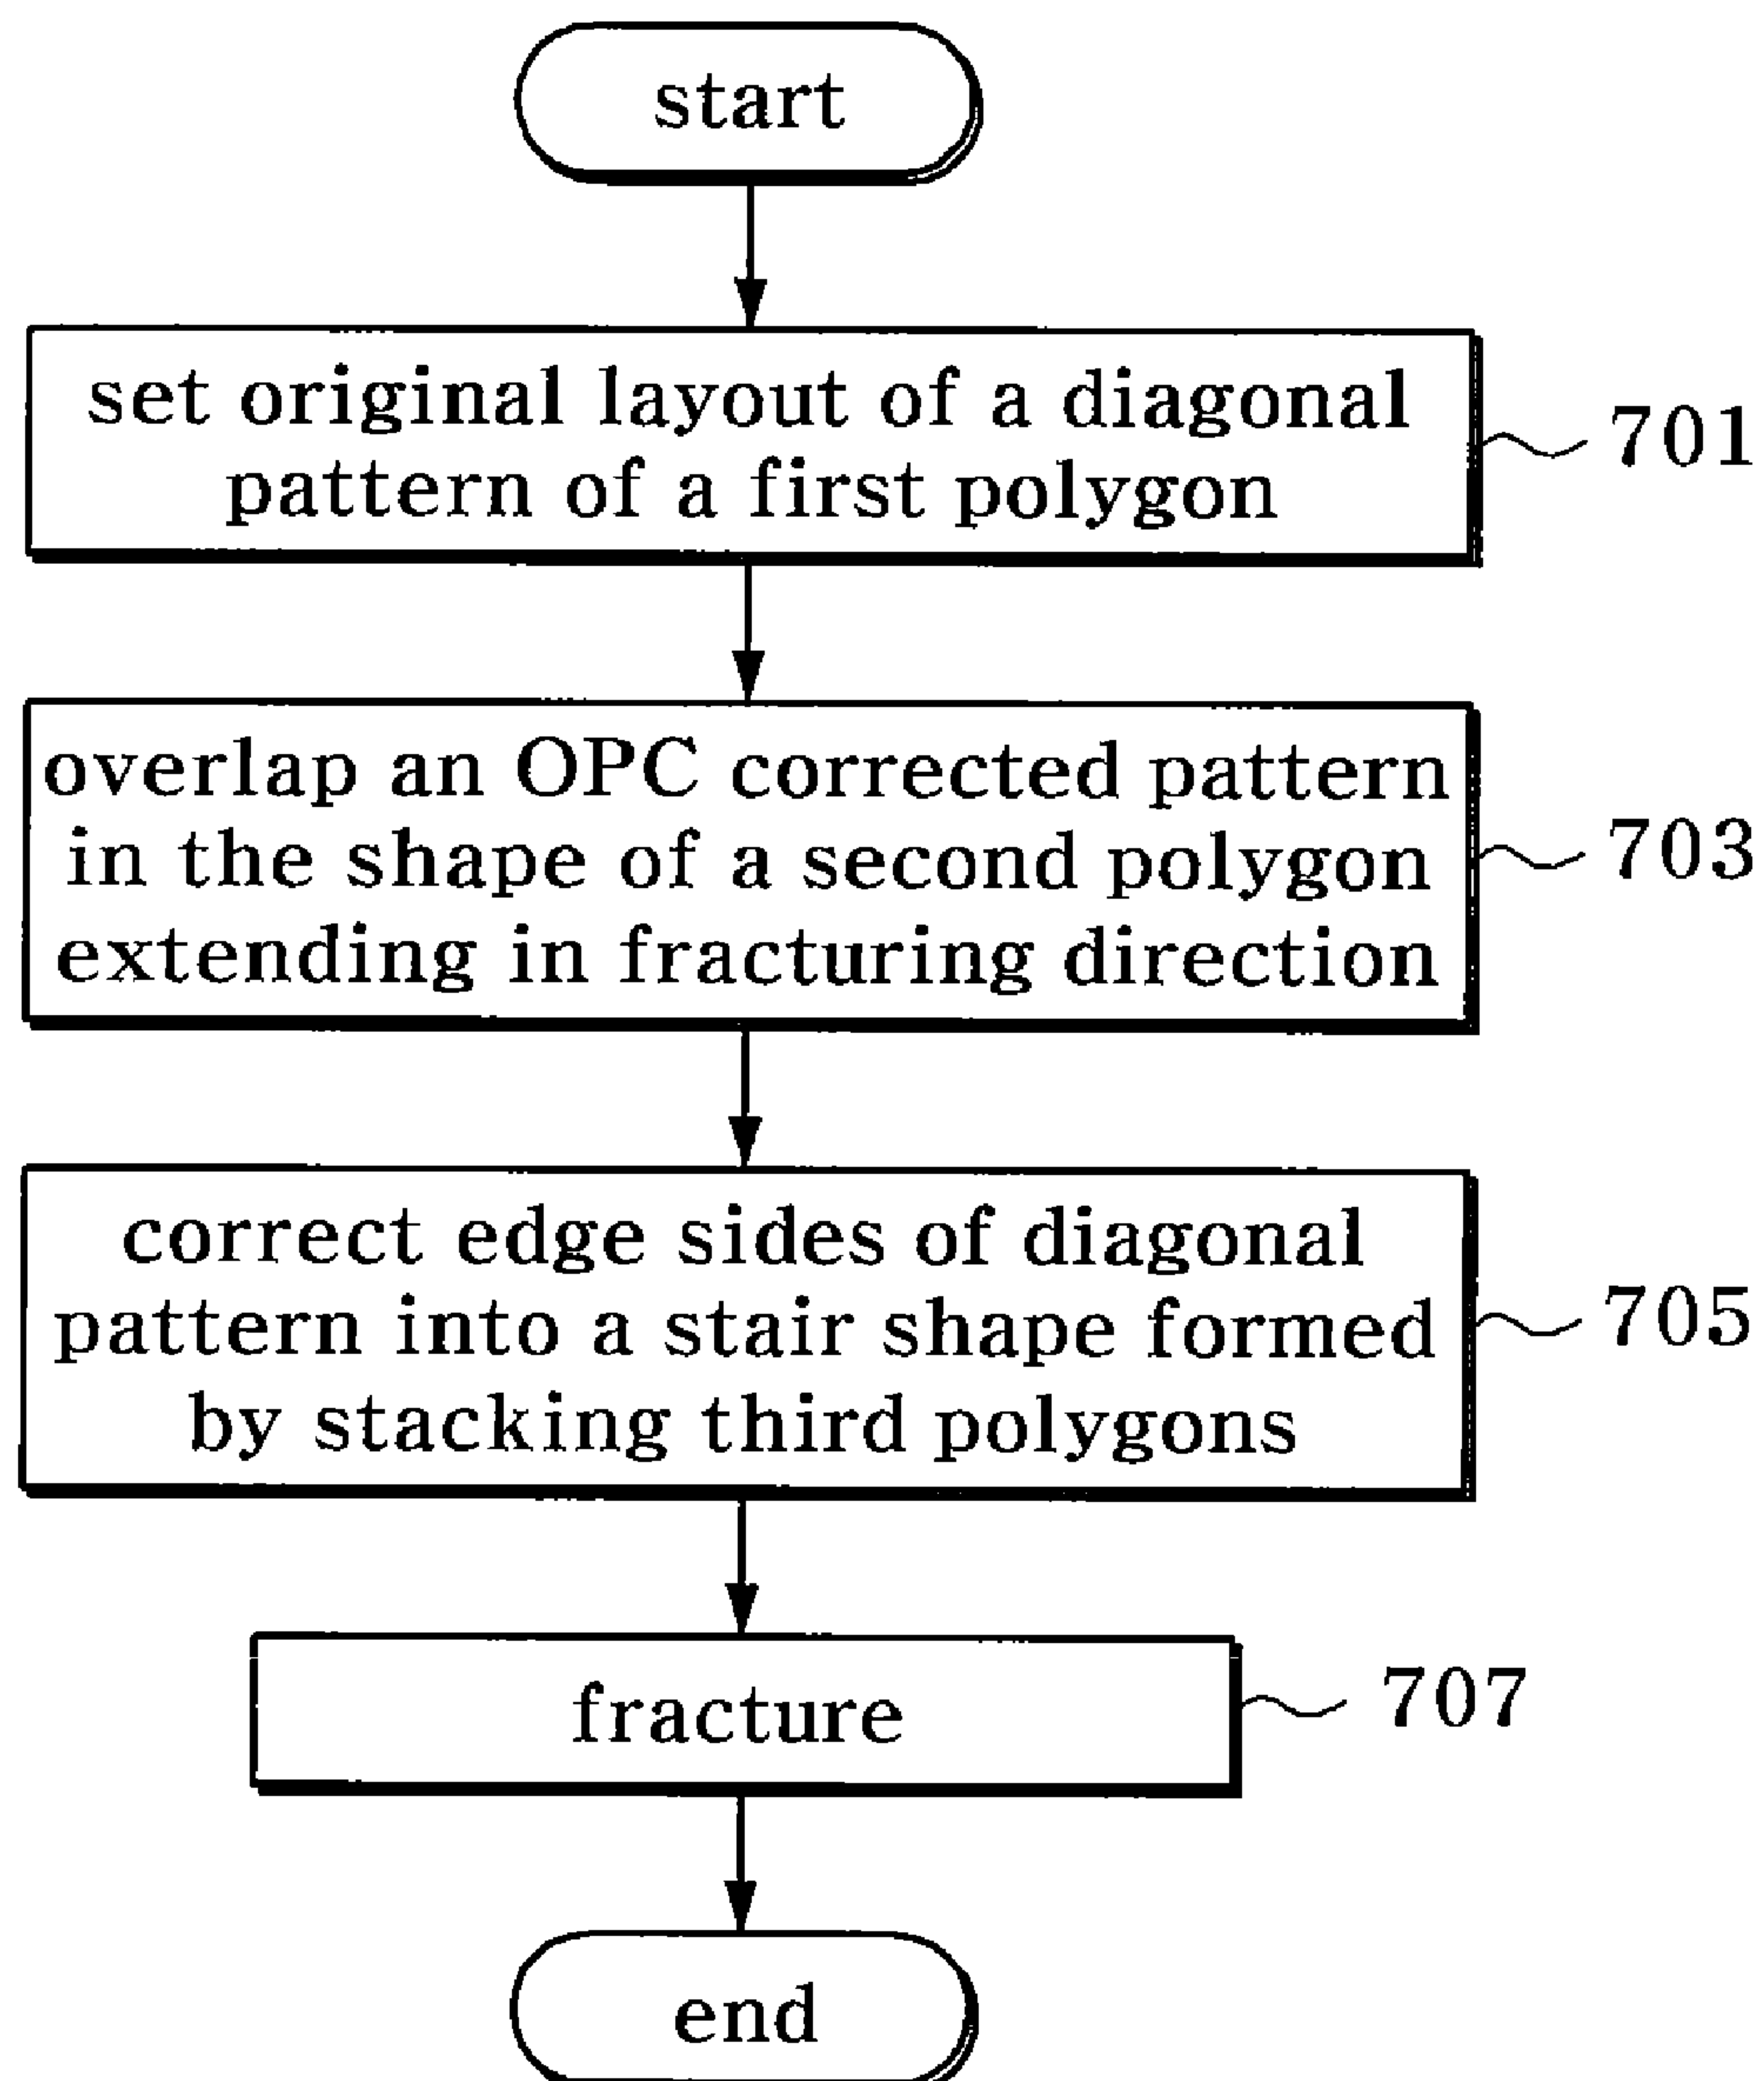 start
set original layout of a diagonal
pattern of a first polygon
701
overlap an OPC corrected pattern
in the shape of a second polygon
extending in fracturing direction
703
correct edge sides of diagonal
pattern into a stair shape formed
by stacking third polygons
705
fracture
707
end